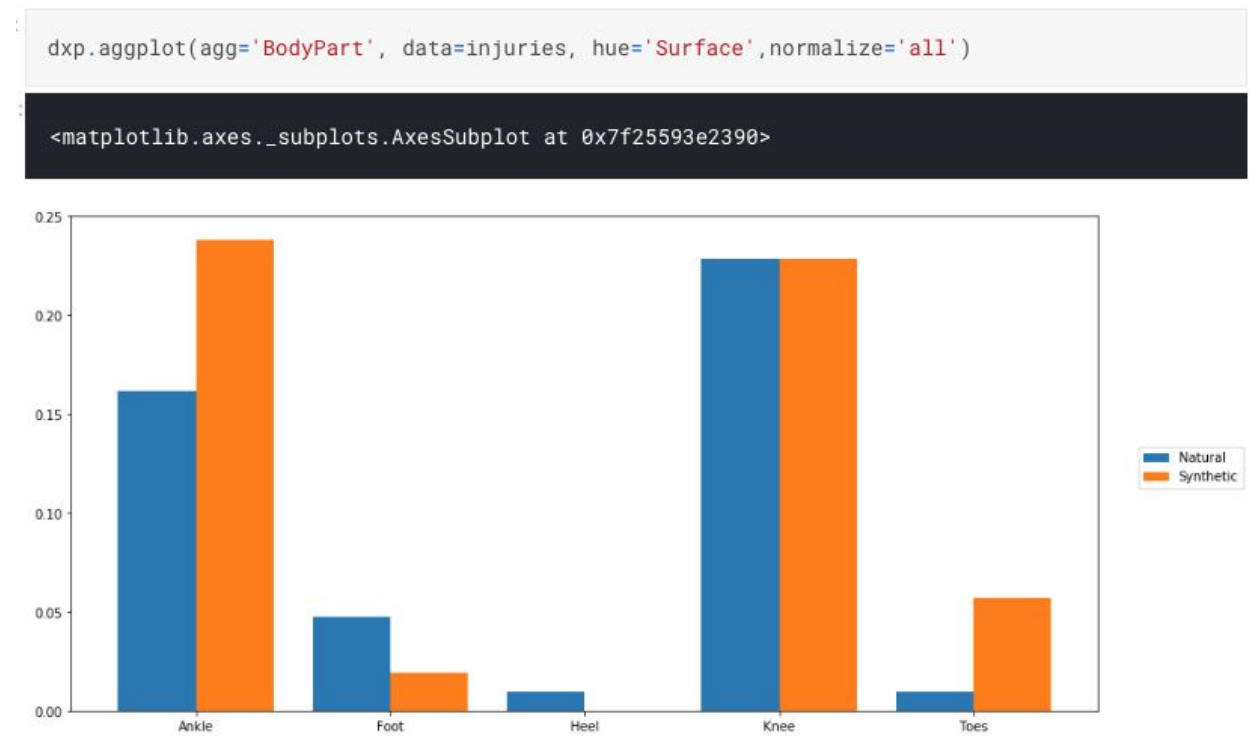 dxp.aggplot(agg='BodyPart', data=injuries, hue='Surface',normalize='all')
<matplotlib.axes._subplots.AxesSubplot at 0x7f25593e2390>
0.25
0.20
0.15
0.10
0.05
0.00
Ankle Foot Heel Knee Toes
Natural
Synthetic